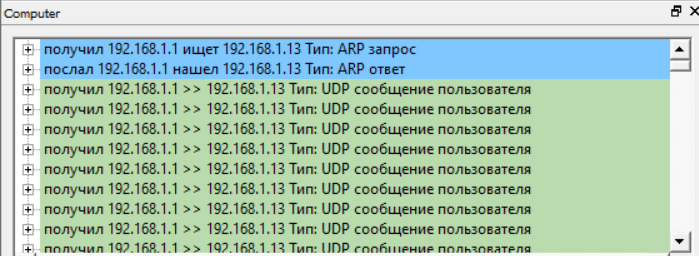 Computer
получил 192.168.1.1 ищет 192.168.1.13 Тип: ARP запрос
послал 192.168.1.1 нашел 192.168.1.13 Тип: ARP ответ
получил 192.168.1.1 >> 192.168.1.13 Тип: UDP сообщение пользователя
получил 192.168.1.1 >> 192.168.1.13 Тип: UDP сообщение пользователя
получил 192.168.1.1 >> 192.168.1.13 Тип: UDP сообщение пользователя
получил 192.168.1.1 >> 192.168.1.13 Тип: UDP сообщение пользователя
получил 192.168.1.1 >> 192.168.1.13 Тип: UDP сообщение пользователя
получил 192.168.1.1 >> 192.168.1.13 Тип: UDP сообщение пользователя
получил 192.168.1.1 >> 192.168.1.13 Тип: UDP сообщение пользователя
получил 192.168.1.1 >> 192.168.1.13 Тип: UDP сообщение пользователя
получил 192.168.1.1 >> 192.168.1.13 Тип: UDP сообщение пользователя